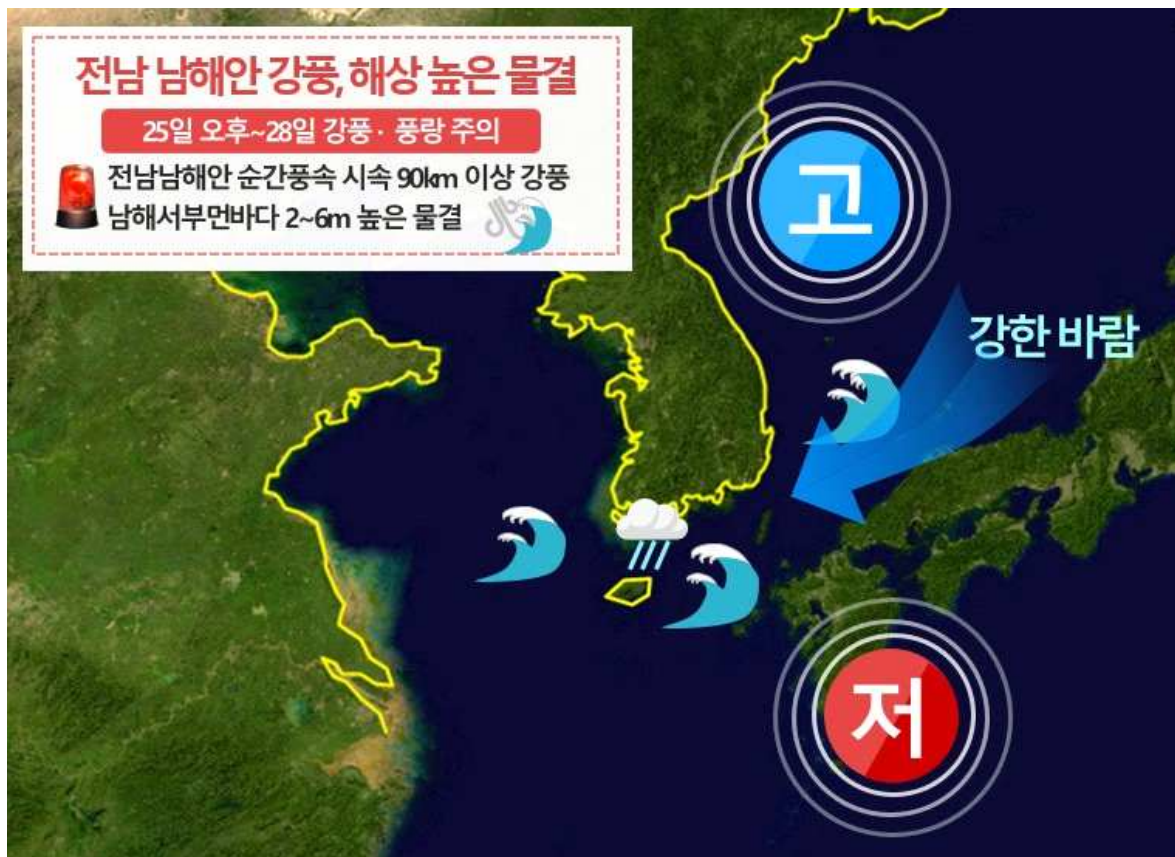 전남 남해안 강풍, 해상 높은 물결
25일 오후~28일 강풍· 풍랑 주의
전남남해안 순간풍속 시속 90km 이상 강풍
남해서부먼바다 2~6m 높은 물결
고
강한 바람
저